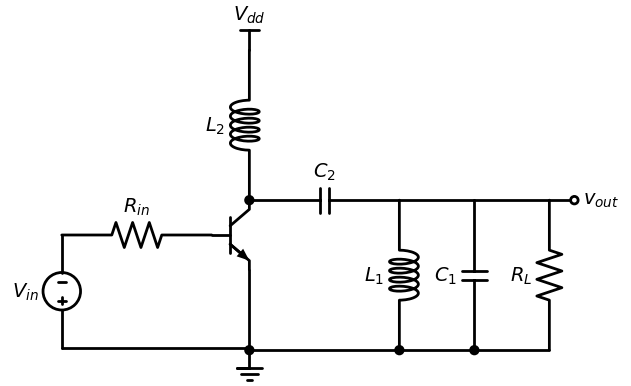 V_dd
L_2
C_2
v_out
R_in
V_in
L_1
C_1
R_L